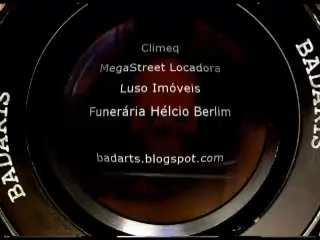 Climeq
MegaStreet Locadora
Luso Imóveis
Funerária Hélcio Berlim
badarts.blogspot.com
BADARTS
BADARTS